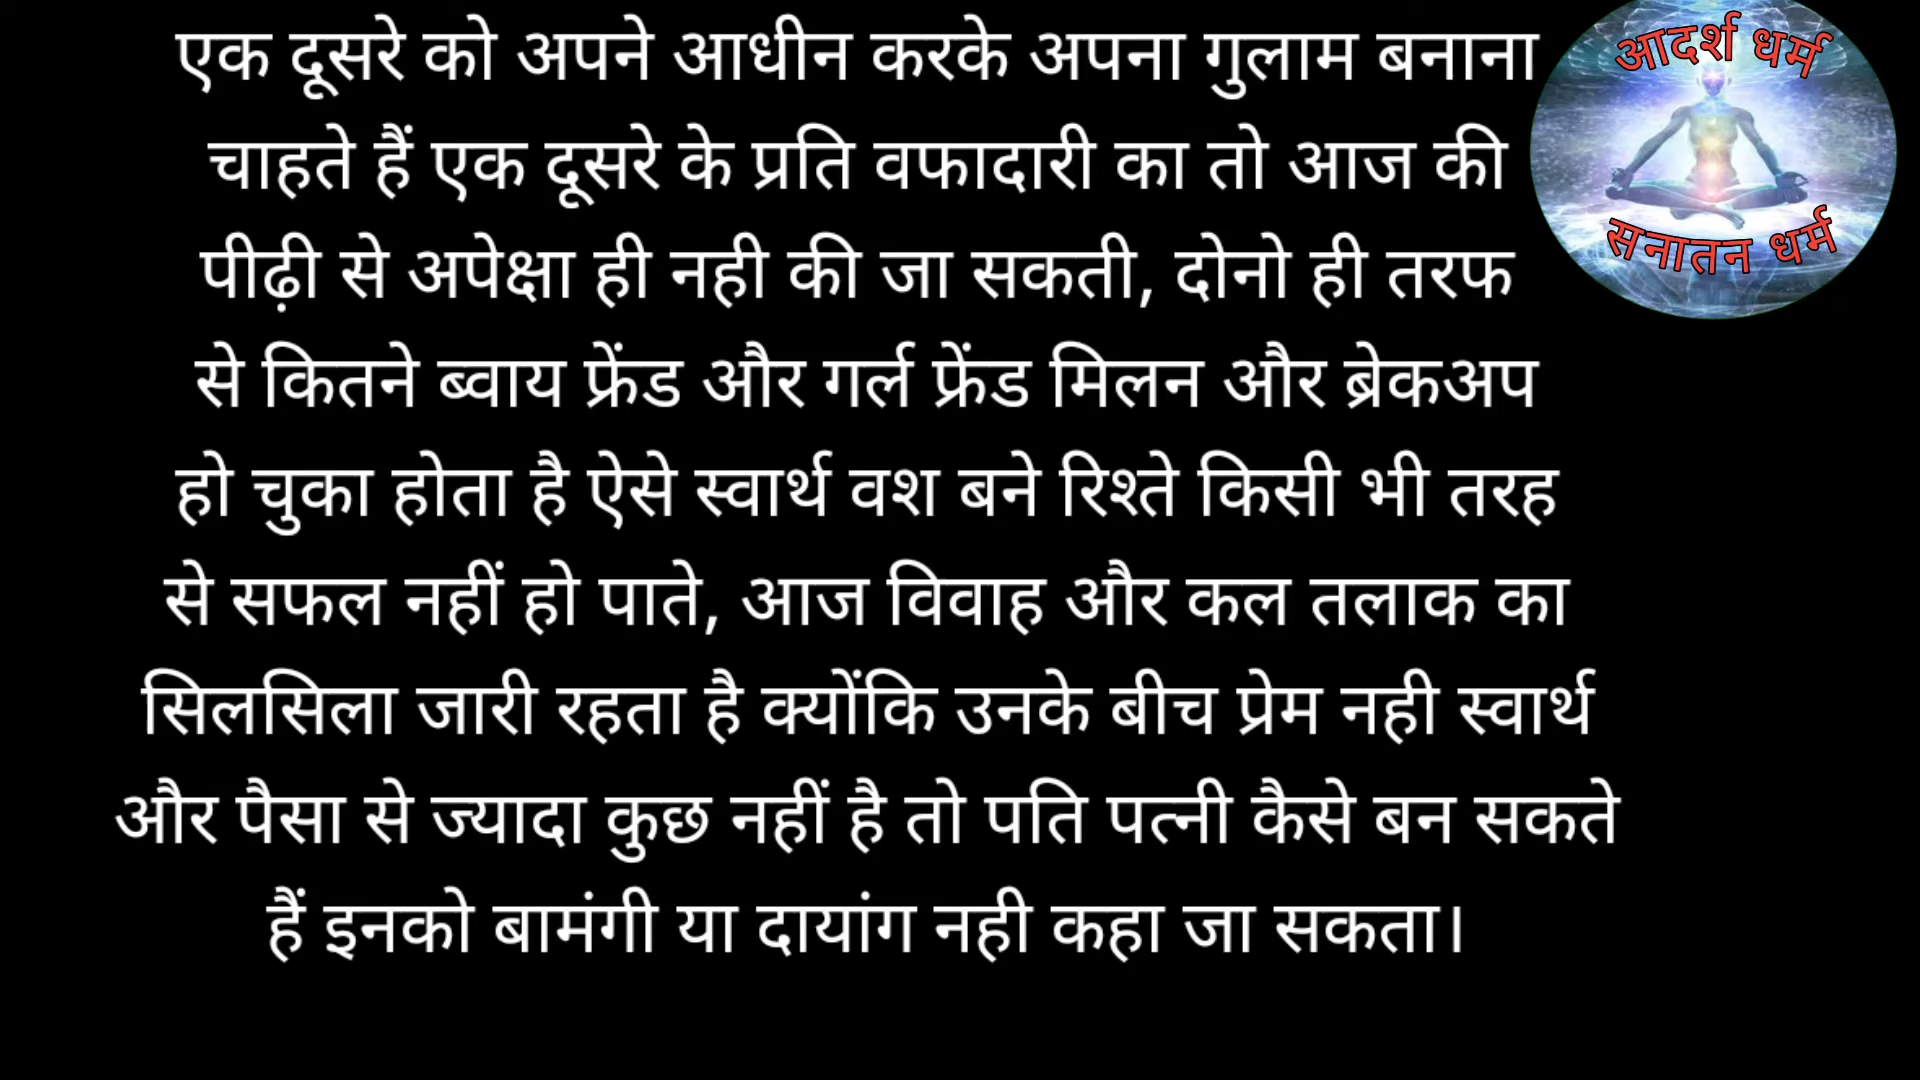 एक दूसरे को अपने आधीन करके अपना गुलाम बनाना
चाहते हैं एक दूसरे के प्रति वफादारी का तो आज की
पीढ़ी से अपेक्षा ही नही की जा सकती, दोनो ही तरफ
से कितने ब्वाय फ्रेंड और गर्ल फ्रेंड मिलन और ब्रेकअप
हो चुका होता है ऐसे स्वार्थ वश बने रिश्ते किसी भी तरह
से सफल नहीं हो पाते, आज विवाह और कल तलाक का
सिलसिला जारी रहता है क्योंकि उनके बीच प्रेम नही स्वार्थ
और पैसा से ज्यादा कुछ नहीं है तो पति पत्नी कैसे बन सकते
हैं इनको बामंगी या दायांग नही कहा जा सकता।
आदर्श धर्म
सनातन धर्म